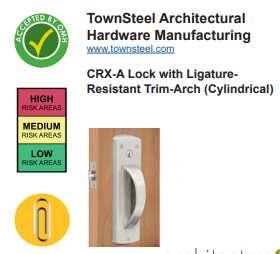 ACCEPTED BY OMH
TownSteel Architectural
Hardware Manufacturing
www.townsteel.com
CRX-A Lock with Ligature-
Resistant Trim-Arch (Cylindrical)
HIGH
RISK AREAS
MEDIUM
RISK AREAS
LOW
RISK AREAS